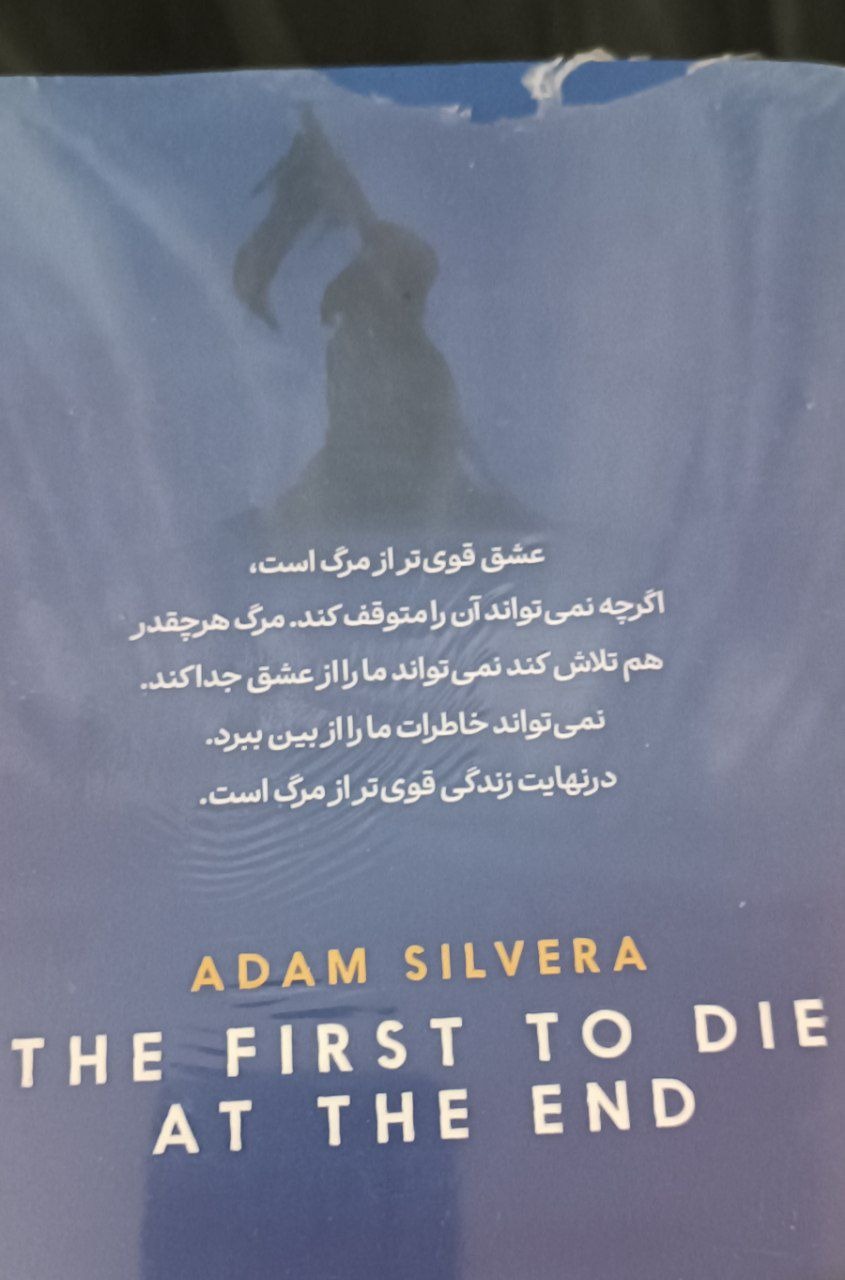 عشق قوی‌تر از مرگ است،
اگرچه نمی‌تواند آن را متوقف کند. مرگ هرچقدر
هم تلاش کند نمی‌تواند ما را از عشق جدا کند.
نمی‌تواند خاطرات ما را از بین ببرد.
درنهایت زندگی قوی‌تر از مرگ است.
ADAM SILVERA
THE FIRST TO DIE
AT THE END